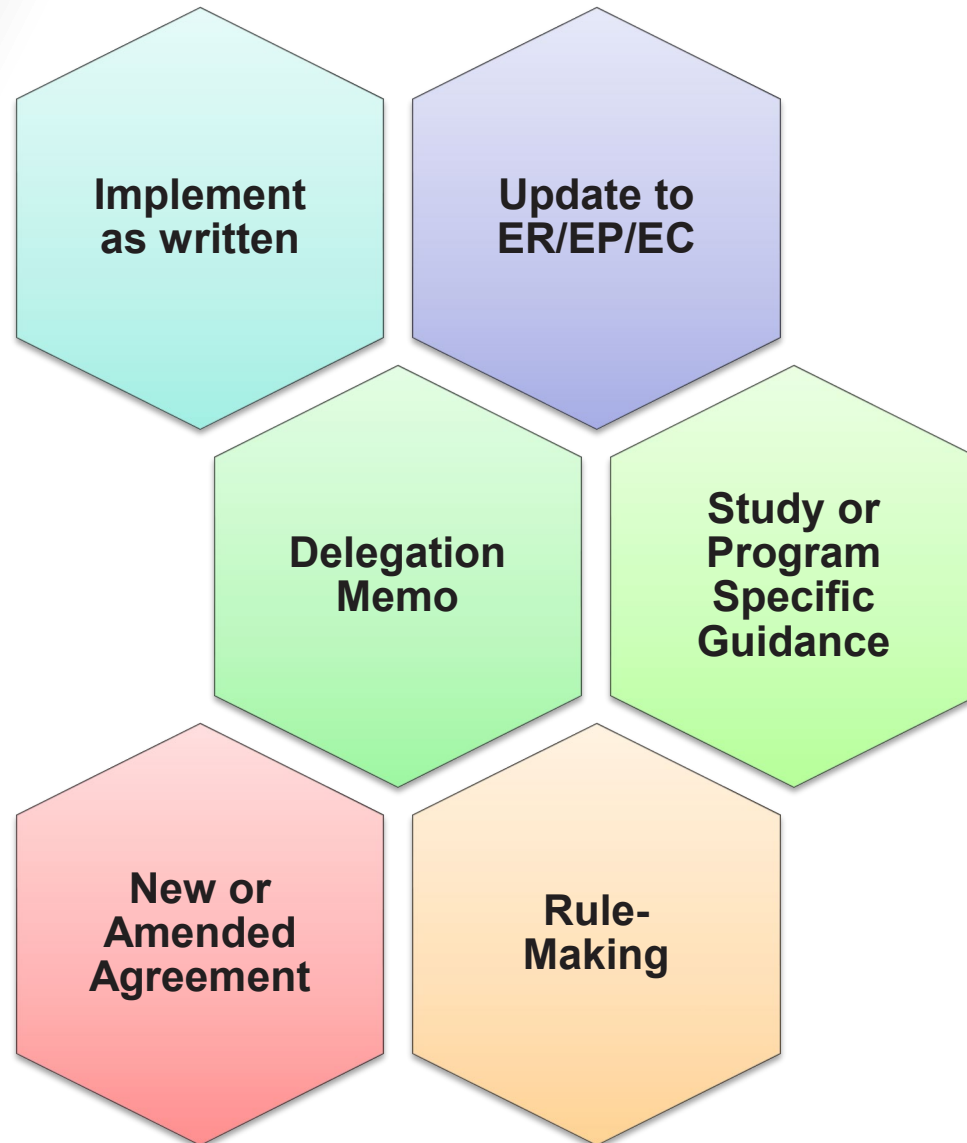 Implement
as written
Update to
ER/EP/EC
Delegation
Memo
Study or
Program
Specific
Guidance
New or
Amended
Agreement
Rule-
Making